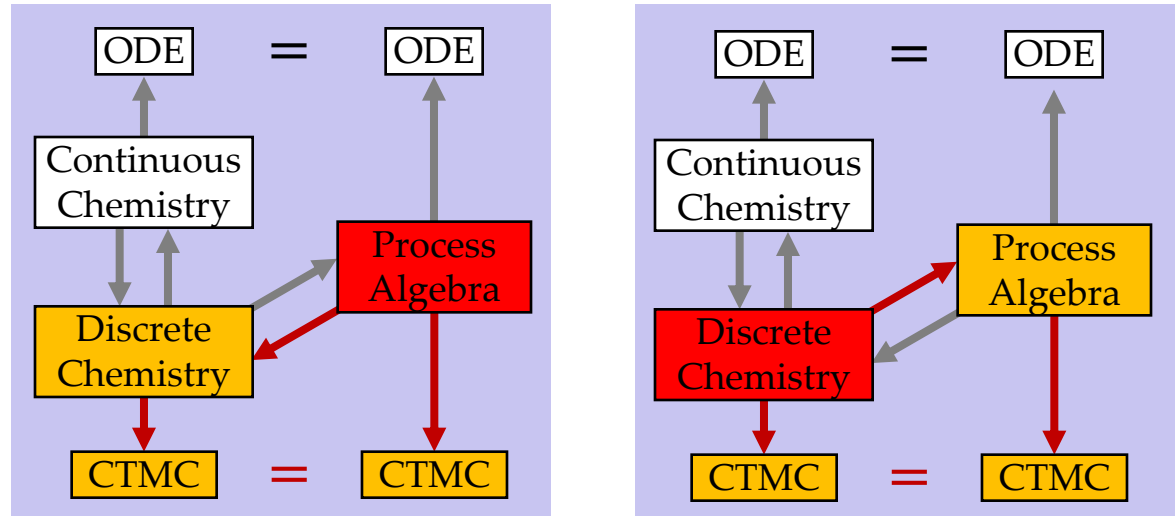 ODE = ODE
Continuous
Chemistry
Process
Algebra
Discrete
Chemistry
CTMC = CTMC
ODE = ODE
Continuous
Chemistry
Process
Algebra
Discrete
Chemistry
CTMC = CTMC